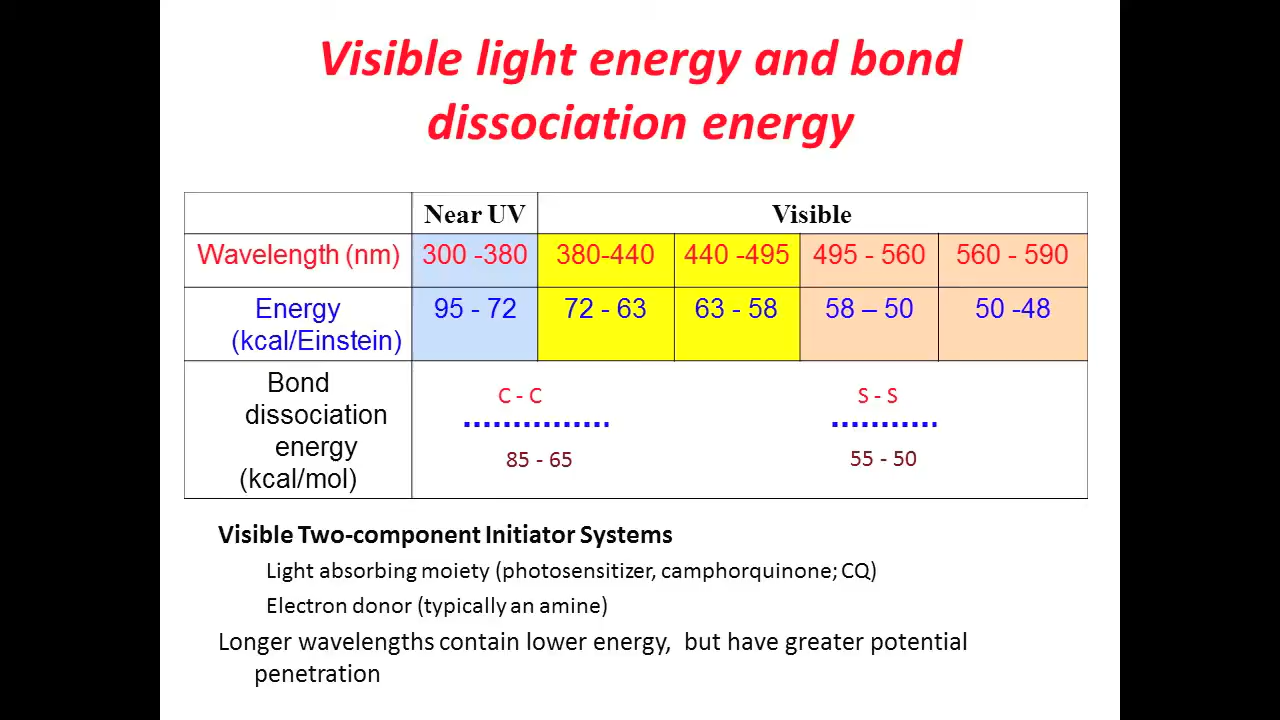 Visible light energy and bond
dissociation energy
Near UV Visible
Wavelength (nm) 300 -380 380-440 440 -495 495 - 560 560 - 590
Energy 95 - 72 72 - 63 63 - 58 58 – 50 50 -48
(kcal/Einstein)
Bond
dissociation
energy
(kcal/mol)
C - C S - S
85 - 65 55 - 50
Visible Two-component Initiator Systems
Light absorbing moiety (photosensitizer, camphorquinone; CQ)
Electron donor (typically an amine)
Longer wavelengths contain lower energy, but have greater potential
penetration